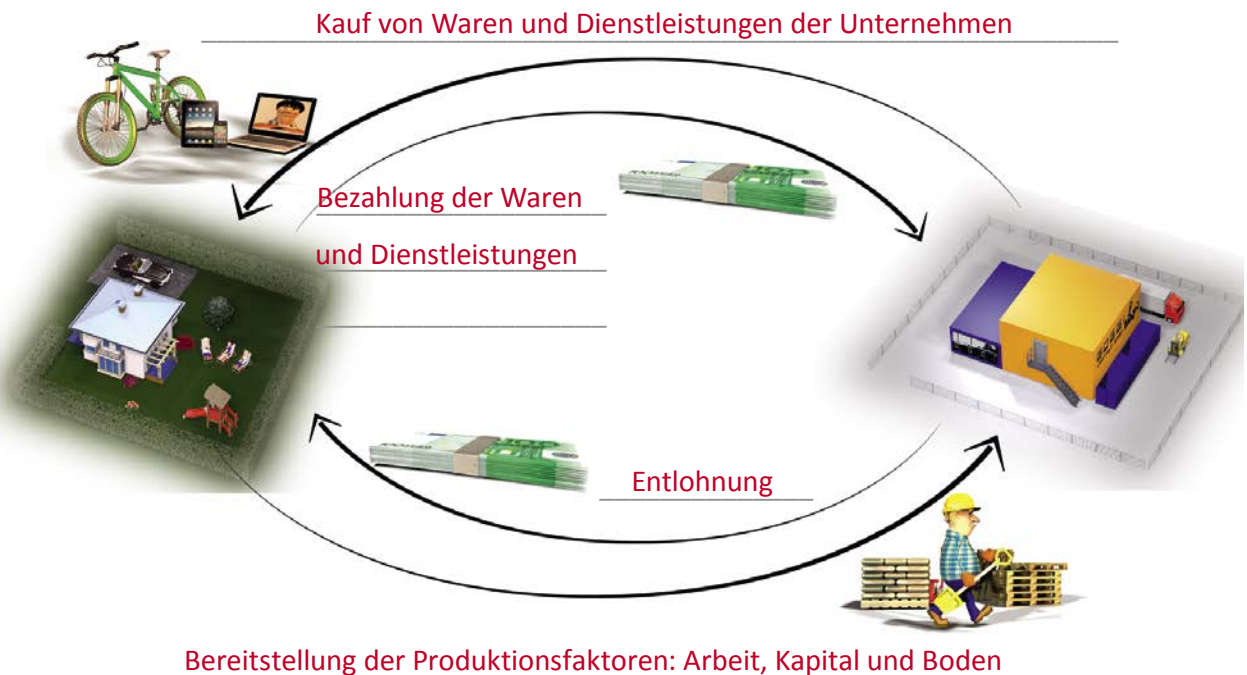 Kauf von Waren und Dienstleistungen der Unternehmen
Bezahlung der Waren
und Dienstleistungen
Entlohnung
Bereitstellung der Produktionsfaktoren: Arbeit, Kapital und Boden